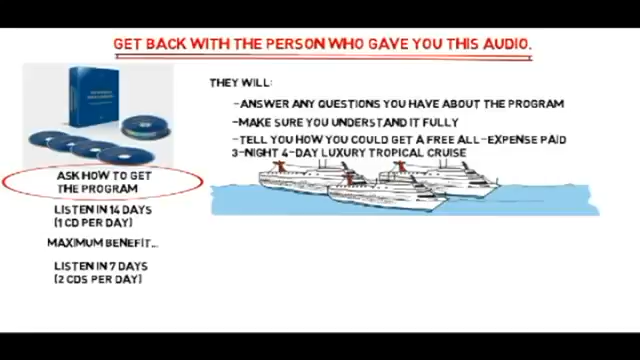 GET BACK WITH THE PERSON WHO GAVE YOU THIS AUDIO.
THEY WILL:
-ANSWER ANY QUESTIONS YOU HAVE ABOUT THE PROGRAM
-MAKE SURE YOU UNDERSTAND IT FULLY
-TELL YOU HOW YOU COULD GET A FREE ALL-EXPENSE PAID
3-NIGHT 4-DAY LUXURY TROPICAL CRUISE
ASK HOW TO GET
THE PROGRAM
LISTEN IN 14 DAYS
(1 CD PER DAY)
MAXIMUM BENEFIT...
LISTEN IN 7 DAYS
(2 CDS PER DAY)